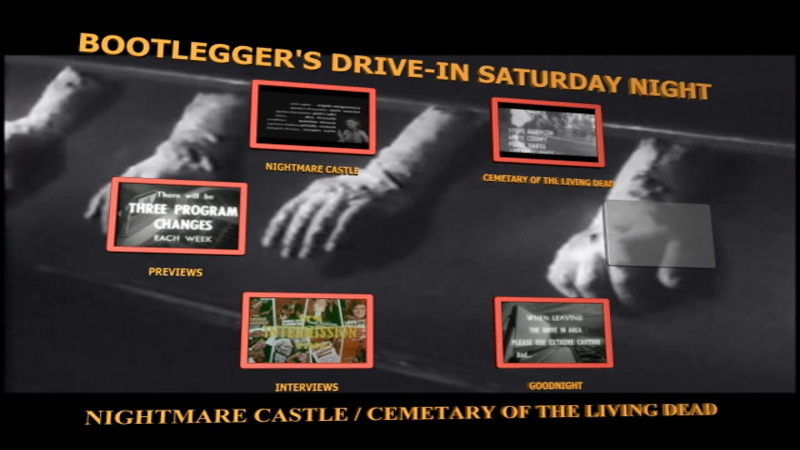 BOOTLEGGER'S DRIVE-IN SATURDAY NIGHT
NIGHTMARE CASTLE
CEMETARY OF THE LIVING DEAD
There will be
THREE PROGRAM
CHANGES
EACH WEEK
PREVIEWS
INTERMISSION
INTERVIEWS
WHEN LEAVING
THE DRIVE IN AREA
PLEASE USE EXTREME CAUTION
And...
GOODNIGHT
NIGHTMARE CASTLE / CEMETARY OF THE LIVING DEAD